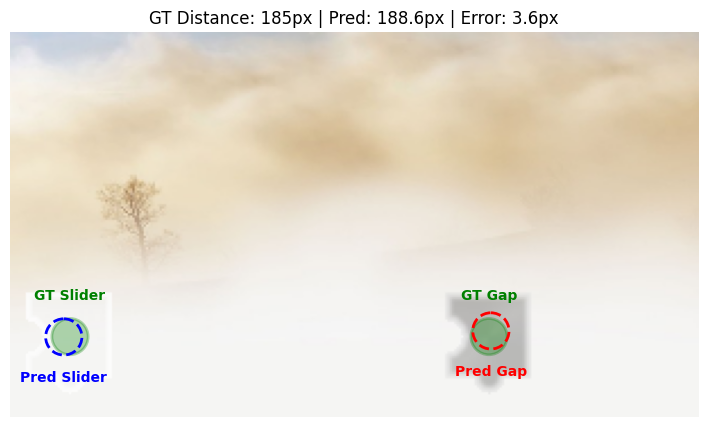 GT Distance: 185px | Pred: 188.6px | Error: 3.6px
GT Slider
GT Gap
Pred Slider
Pred Gap